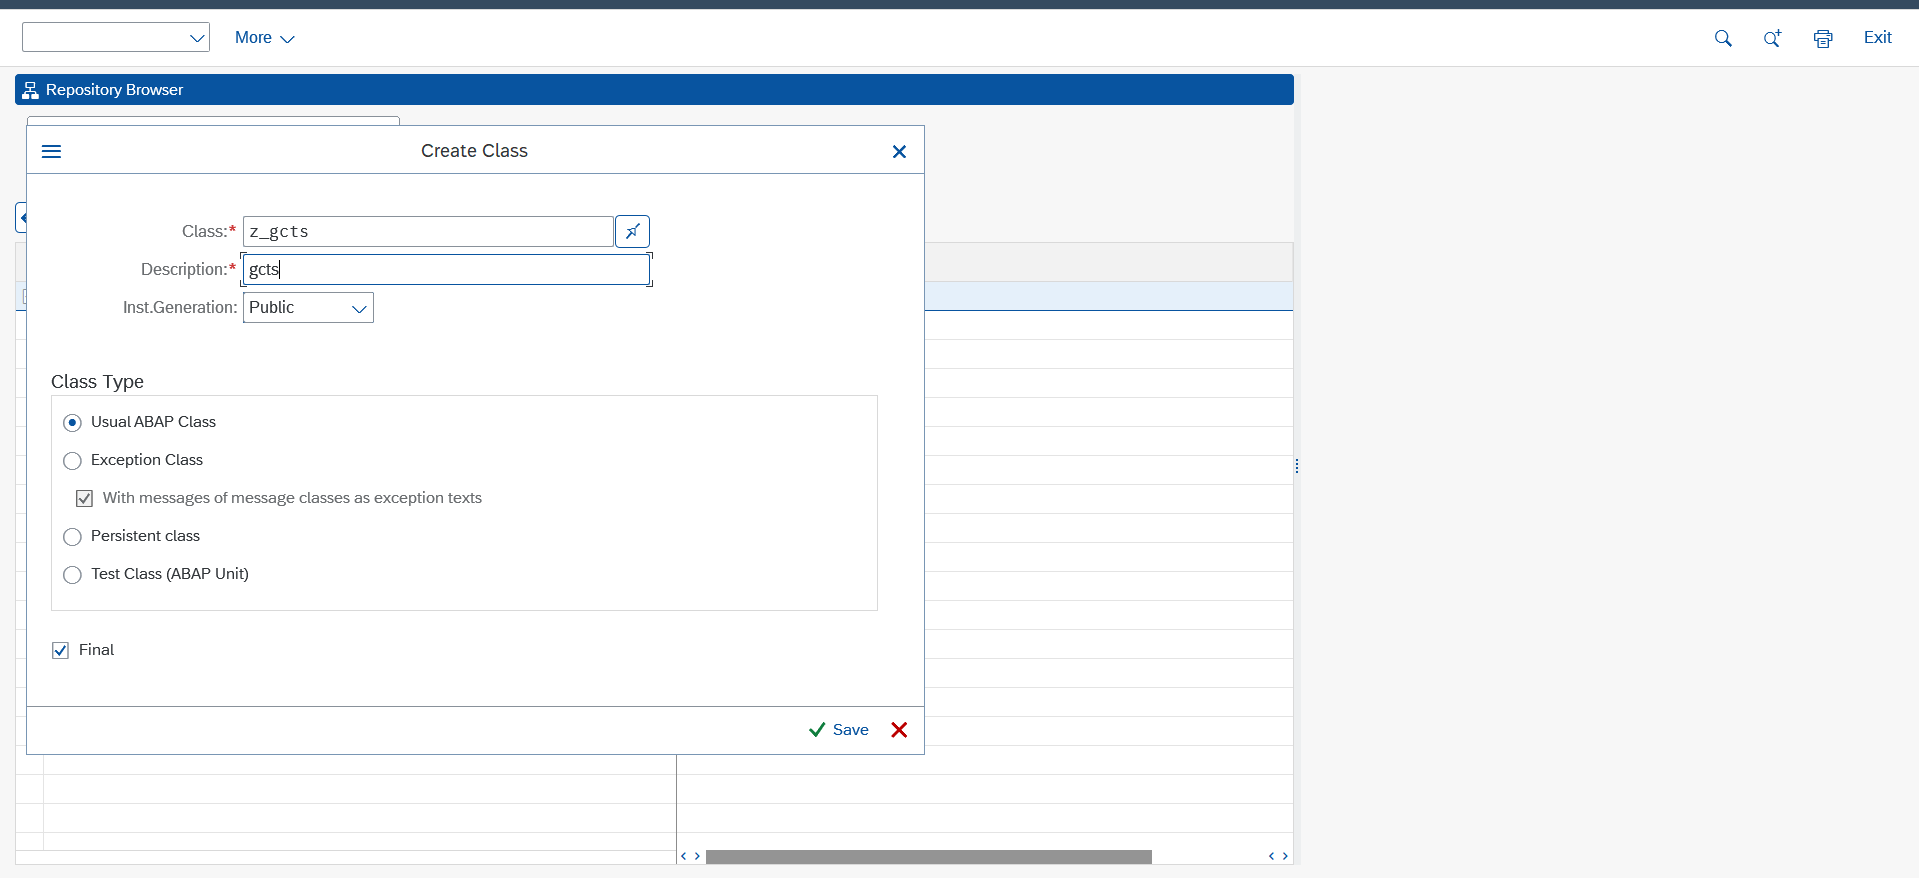 More
Exit
Repository Browser
Create Class
Class:* z_gcts
Description:* gcts
Inst.Generation: Public
Class Type
Usual ABAP Class
Exception Class
With messages of message classes as exception texts
Persistent class
Test Class (ABAP Unit)
Final
Save